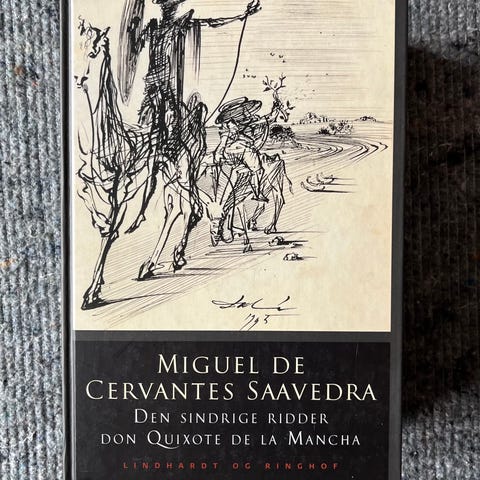 MIGUEL DE
CERVANTES SAAVEDRA
DEN SINDRIGE RIDDER
DON QUIXOTE DE LA MANCHA
LINDHARDT OG RINGHOF